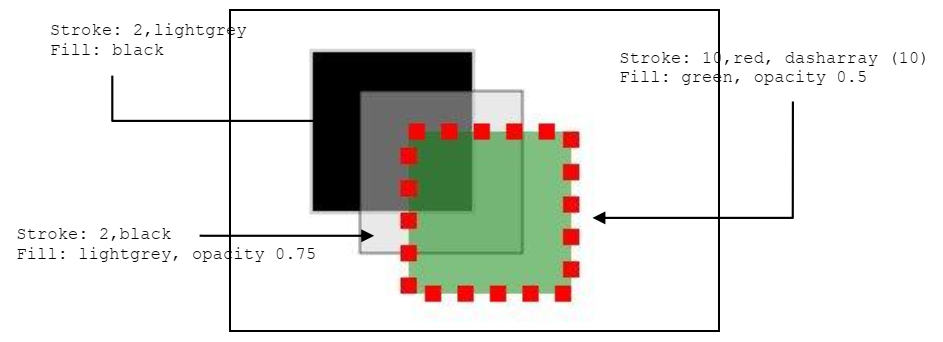 Stroke: 2,lightgrey
Fill: black
Stroke: 10,red, dasharray (10)
Fill: green, opacity 0.5
Stroke: 2,black
Fill: lightgrey, opacity 0.75